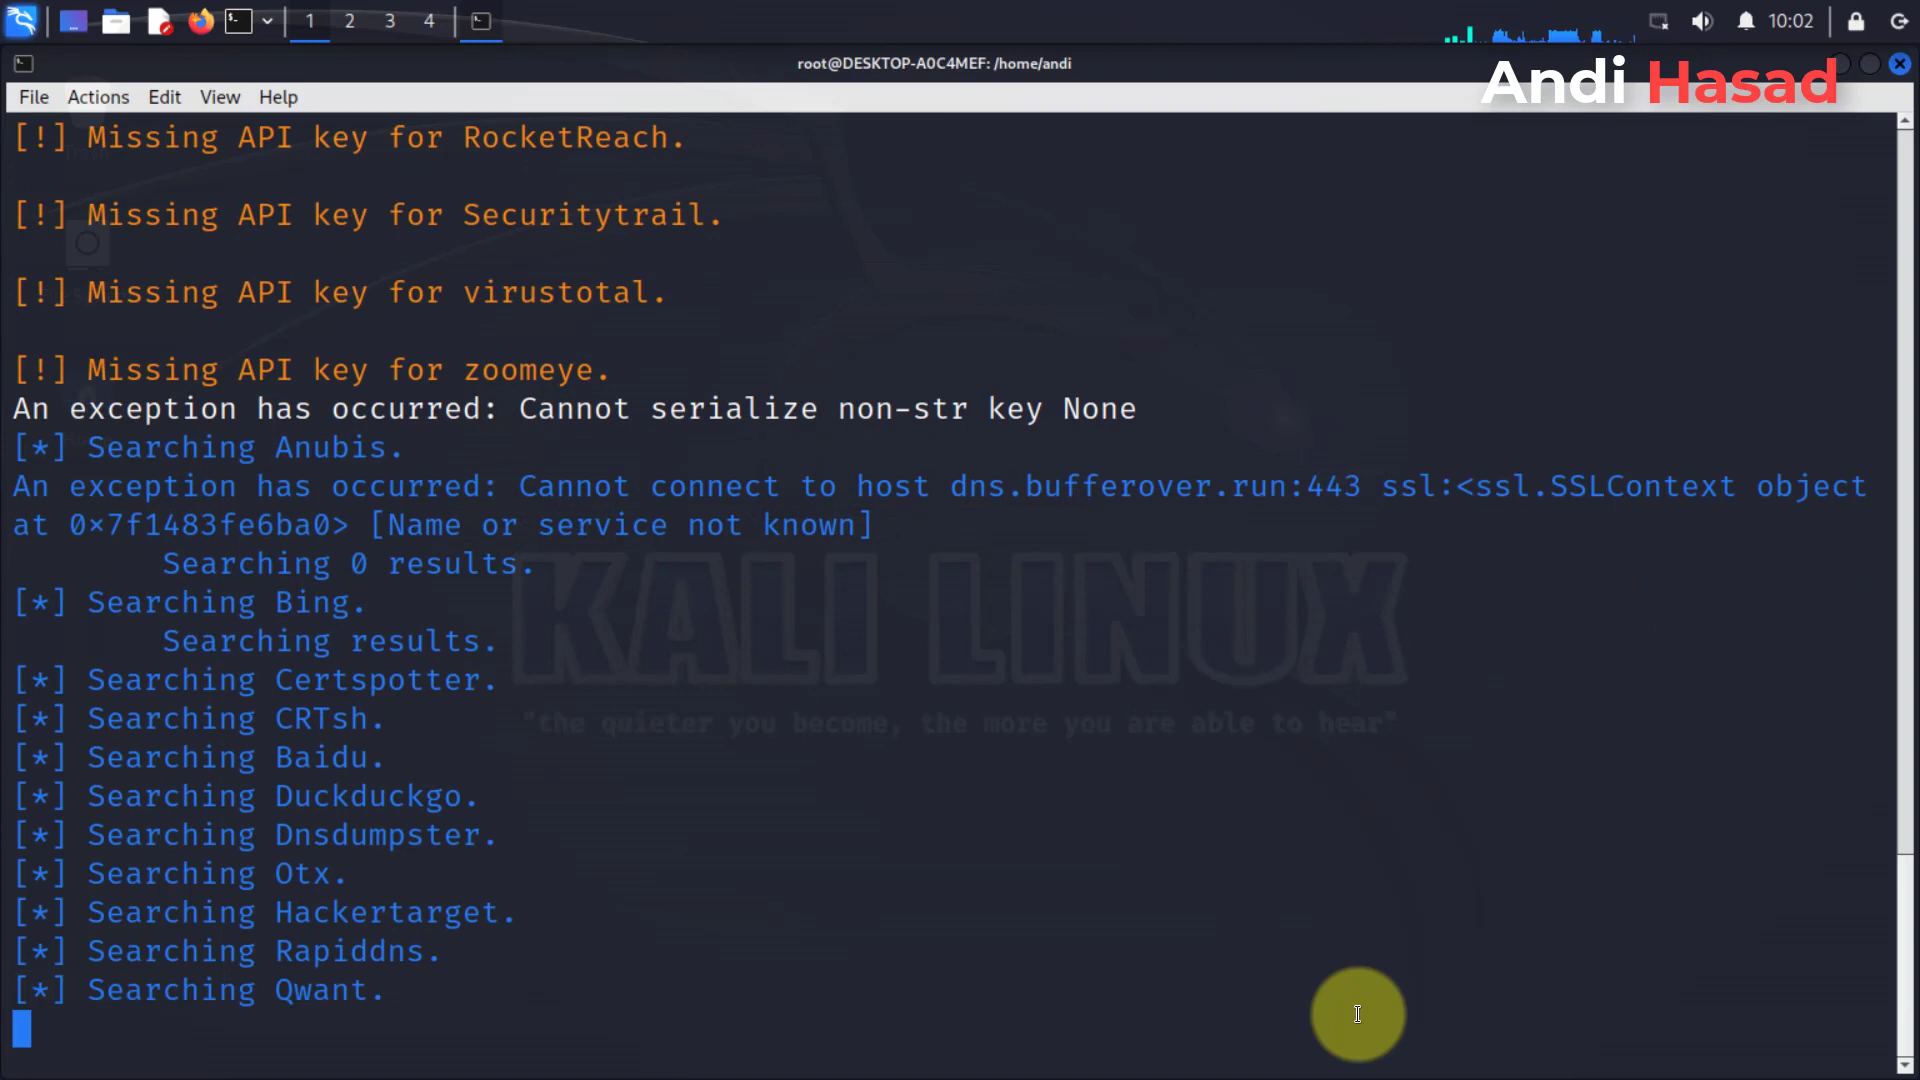 1 2 3 4
10:02
root@DESKTOP-A0C4MEF: /home/andi
Andi Hasad
File Actions Edit View Help
[!] Missing API key for RocketReach.
[!] Missing API key for Securitytrail.
[!] Missing API key for virustotal.
[!] Missing API key for zoomeye.
An exception has occurred: Cannot serialize non-str key None
[*] Searching Anubis.
An exception has occurred: Cannot connect to host dns.bufferover.run:443 ssl:<ssl.SSLContext object
at 0×7f1483fe6ba0> [Name or service not known]
Searching 0 results.
[*] Searching Bing.
Searching results.
[*] Searching Certspotter.
[*] Searching CRTsh.
[*] Searching Baidu.
[*] Searching Duckduckgo.
[*] Searching Dnsdumpster.
[*] Searching Otx.
[*] Searching Hackertarget.
[*] Searching Rapiddns.
[*] Searching Qwant.
KALI LINUX
"the quieter you become, the more you are able to hear"